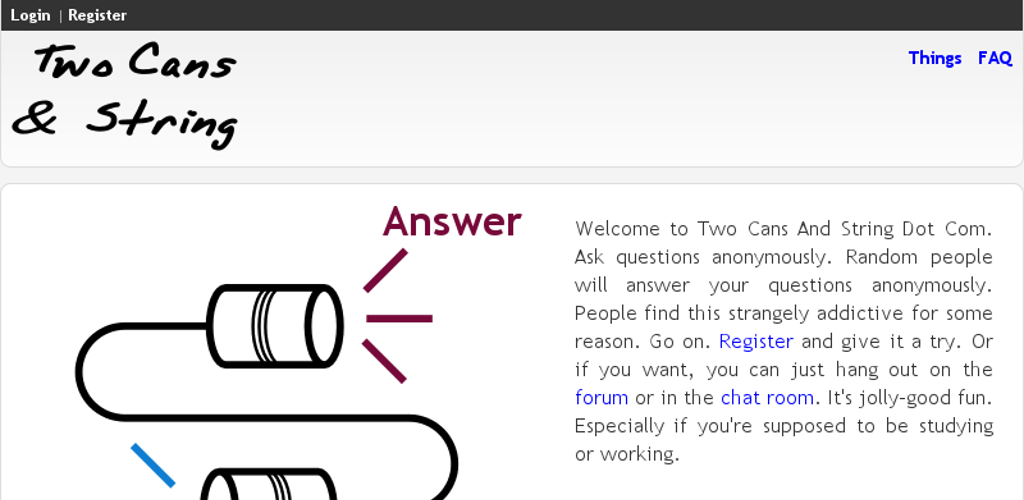 Login | Register
Two Cans
& String
Things FAQ
Answer
Welcome to Two Cans And String Dot Com.
Ask questions anonymously. Random people
will answer your questions anonymously.
People find this strangely addictive for some
reason. Go on. Register and give it a try. Or
if you want, you can just hang out on the
forum or in the chat room. It's jolly-good fun.
Especially if you're supposed to be studying
or working.